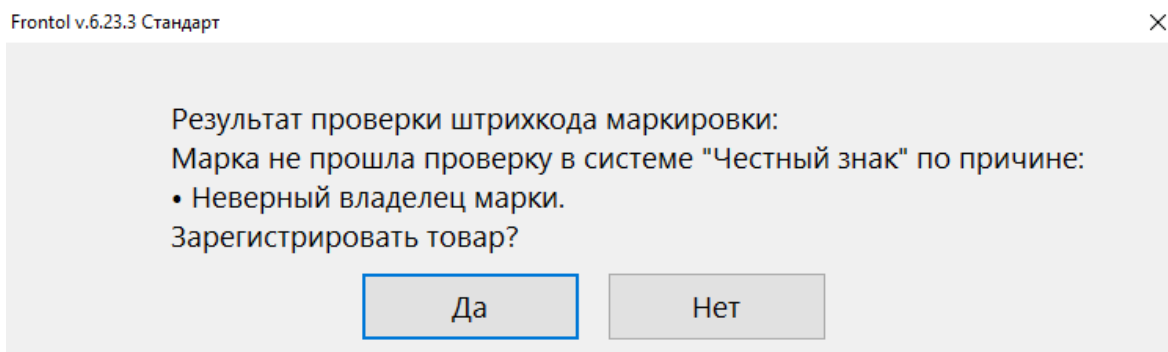 Frontol v.6.23.3 Стандарт
Результат проверки штрихкода маркировки:
Марка не прошла проверку в системе "Честный знак" по причине:
• Неверный владелец марки.
Зарегистрировать товар?
Да
Нет